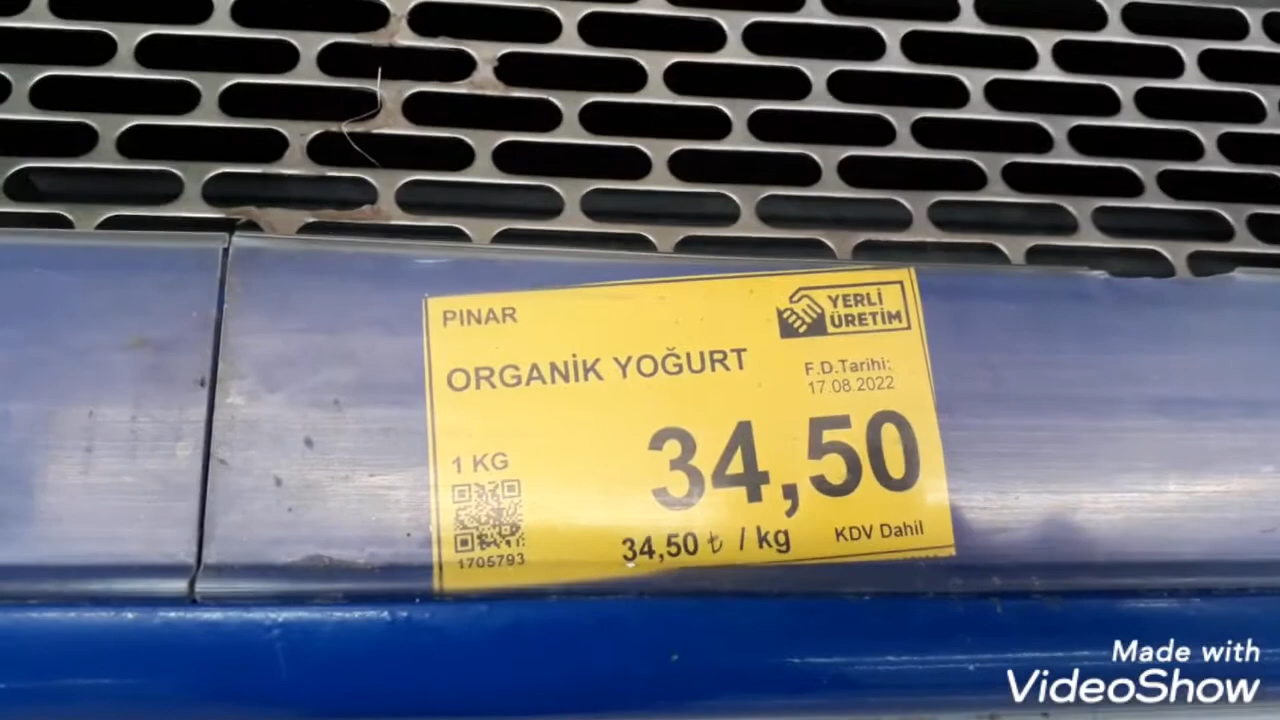 PINAR
YERLİ
ÜRETİM
ORGANİK YOĞURT
F.D.Tarihi:
17.08.2022
34,50
1 KG
1705793
34,50 ₺ / kg
KDV Dahil
Made with
VideoShow